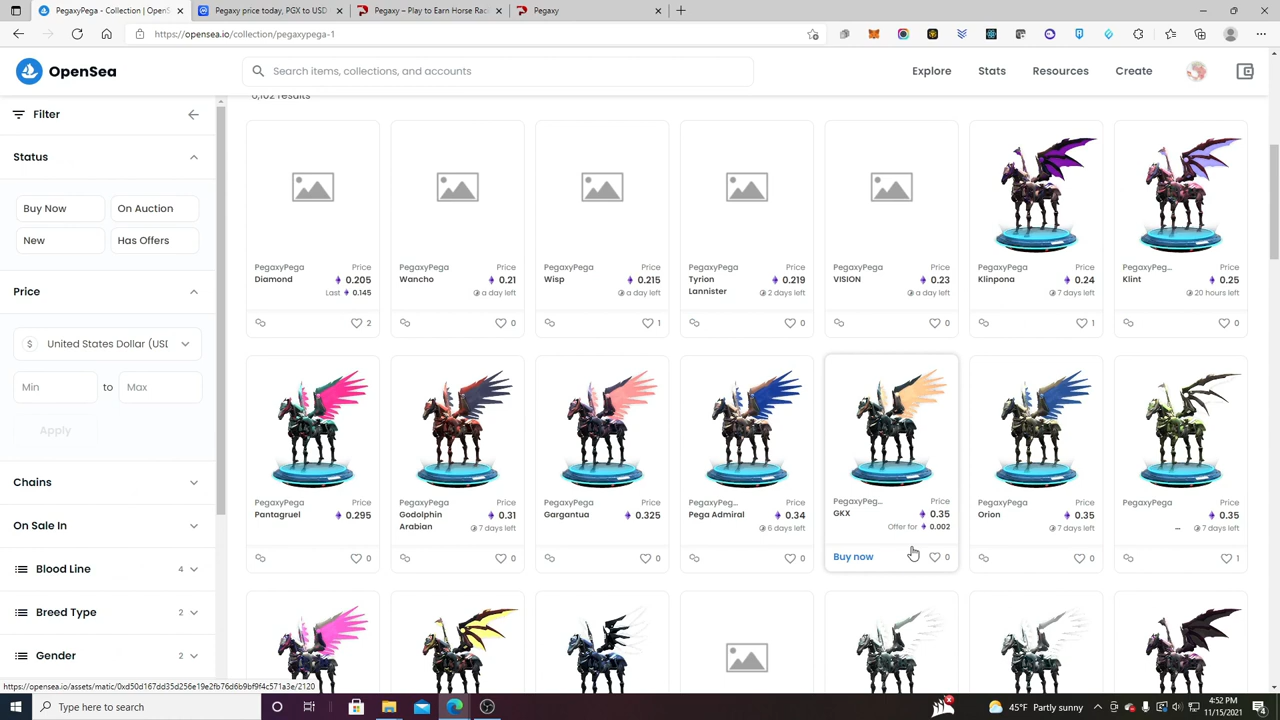 PegaxyPega - Collection | OpenS
Pegaxy price today, PGX to USD
Pegaxy – Play to Earn Horse Rac
Pegaxy
https://opensea.io/collection/pegaxypega-1
OpenSea
Search items, collections, and accounts
Explore
Stats
Resources
Create
Filter
Status
Buy Now
On Auction
New
Has Offers
Price
$ United States Dollar (USD
Min to Max
Apply
Chains
On Sale In
Blood Line 4
Breed Type 2
Gender 2
PegaxyPega Price
Diamond 0.205
Last 0.145
2
PegaxyPega Price
Wancho 0.21
a day left
0
PegaxyPega Price
Wisp 0.215
a day left
1
PegaxyPega Price
Tyrion 0.219
Lannister 2 days left
0
PegaxyPega Price
VISION 0.23
a day left
0
PegaxyPega Price
Klinpona 0.24
7 days left
1
PegaxyPeg... Price
Klint 0.25
20 hours left
0
PegaxyPega Price
Pantagruel 0.295
0
PegaxyPega Price
Godolphin 0.31
Arabian 7 days left
0
PegaxyPega Price
Gargantua 0.325
0
PegaxyPeg... Price
Pega Admiral 0.34
6 days left
0
PegaxyPeg... Price
GKX 0.35
Offer for 0.002
Buy now 0
PegaxyPega Price
Orion 0.35
7 days left
0
PegaxyPega Price
0.35
... 7 days left
1
https://opensea.io/assets/matic/0xd50d167dd35d256e19e2fb76d6b9bf9f4c571a3e/2120
Type here to search
45°F Partly sunny
4:52 PM
11/15/2021
4